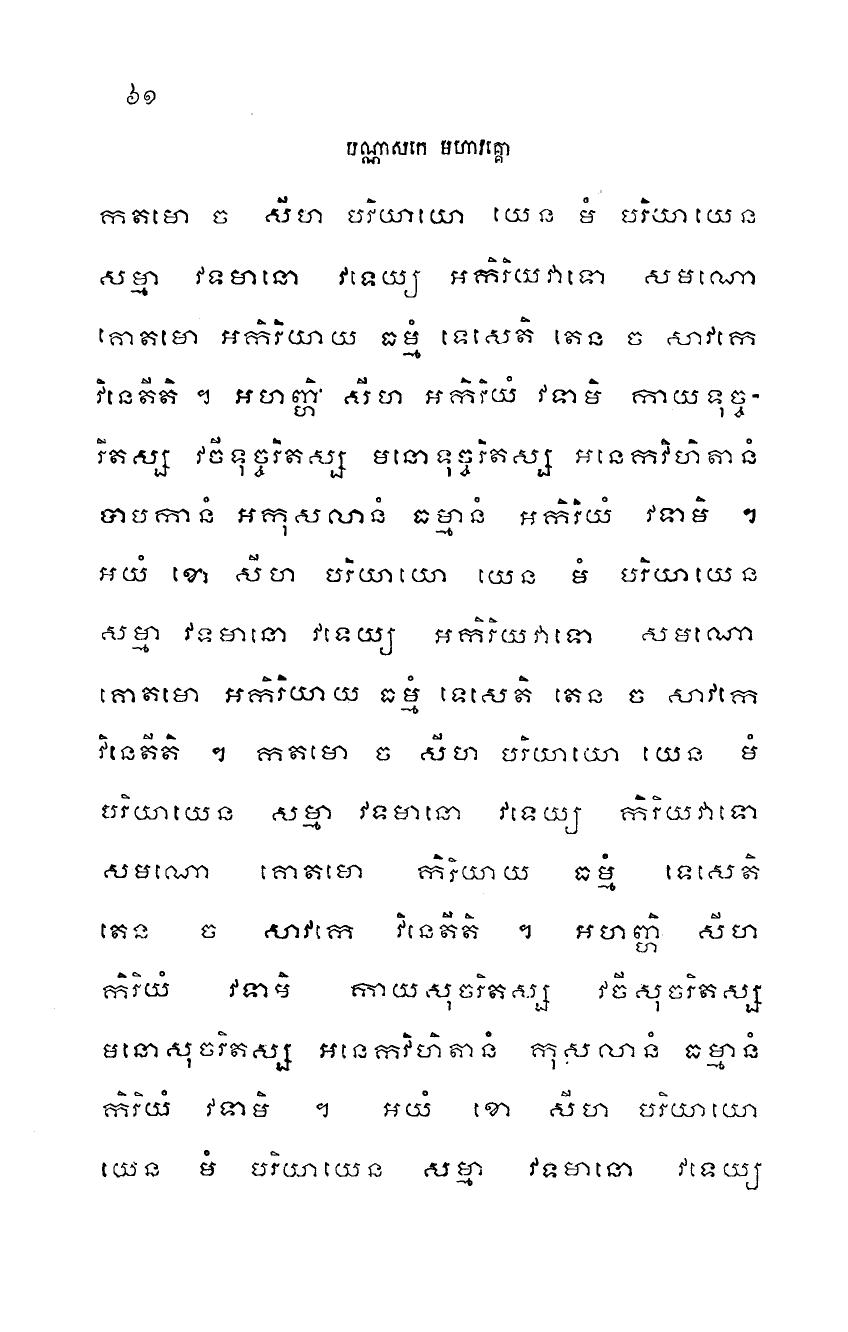 ៦១
បណ្ណាសកេ មហាវគ្គោ
កតមោ ច សីហ បរិយាយោ យេន មំ បរិយាយេន
សម្មា វទមានោ វទេយ្យ អកិរិយវាទោ សមណោ
គោតមោ អកិរិយាយ ធម្មំ ទេសេតិ តេន ច សាវកេ
វិនេតីតិ ។ អហញ្ហិ សីហ អកិរិយំ វទាមិ កាយទុច្ច-
រិតស្ស វចីទុច្ចរិតស្ស មនោទុច្ចរិតស្ស អនេកវិហិតានំ
បាបកានំ អកុសលានំ ធម្មានំ អកិរិយំ វទាមិ ។
អយំ ខោ សីហ បរិយាយោ យេន មំ បរិយាយេន
សម្មា វទមានោ វទេយ្យ អកិរិយវាទោ សមណោ
គោតមោ អកិរិយាយ ធម្មំ ទេសេតិ តេន ច សាវកេ
វិនេតីតិ ។ កតមោ ច សីហ បរិយាយោ យេន មំ
បរិយាយេន សម្មា វទមានោ វទេយ្យ កិរិយវាទោ
សមណោ គោតមោ កិរិយាយ ធម្មំ ទេសេតិ
តេន ច សាវកេ វិនេតីតិ ។ អហញ្ហិ សីហ
កិរិយំ វទាមិ កាយសុចរិតស្ស វចីសុចរិតស្ស
មនោសុចរិតស្ស អនេកវិហិតានំ កុសលានំ ធម្មានំ
កិរិយំ វទាមិ ។ អយំ ខោ សីហ បរិយាយោ
យេន មំ បរិយាយេន សម្មា វទមានោ វទេយ្យ